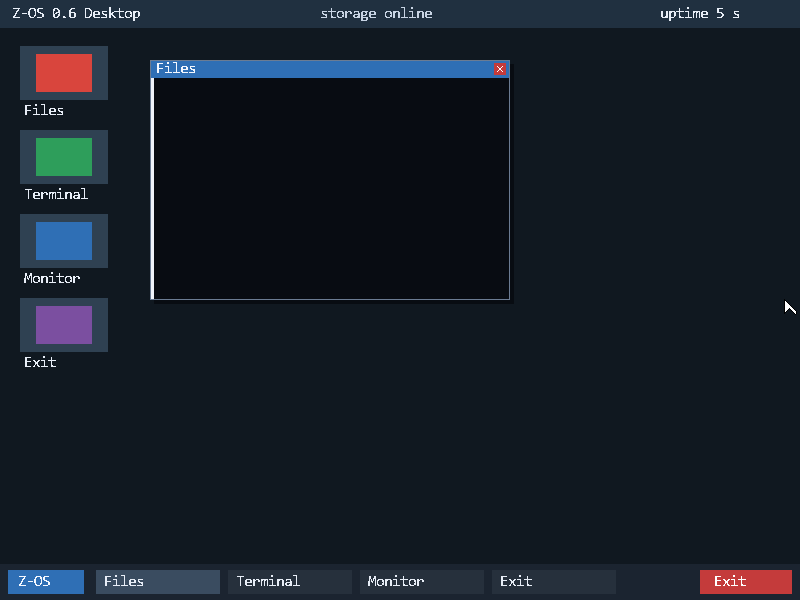 Z-OS 0.6 Desktop storage online uptime 5 s
Files
Files
Terminal
Monitor
Exit
Z-OS Files Terminal Monitor Exit Exit